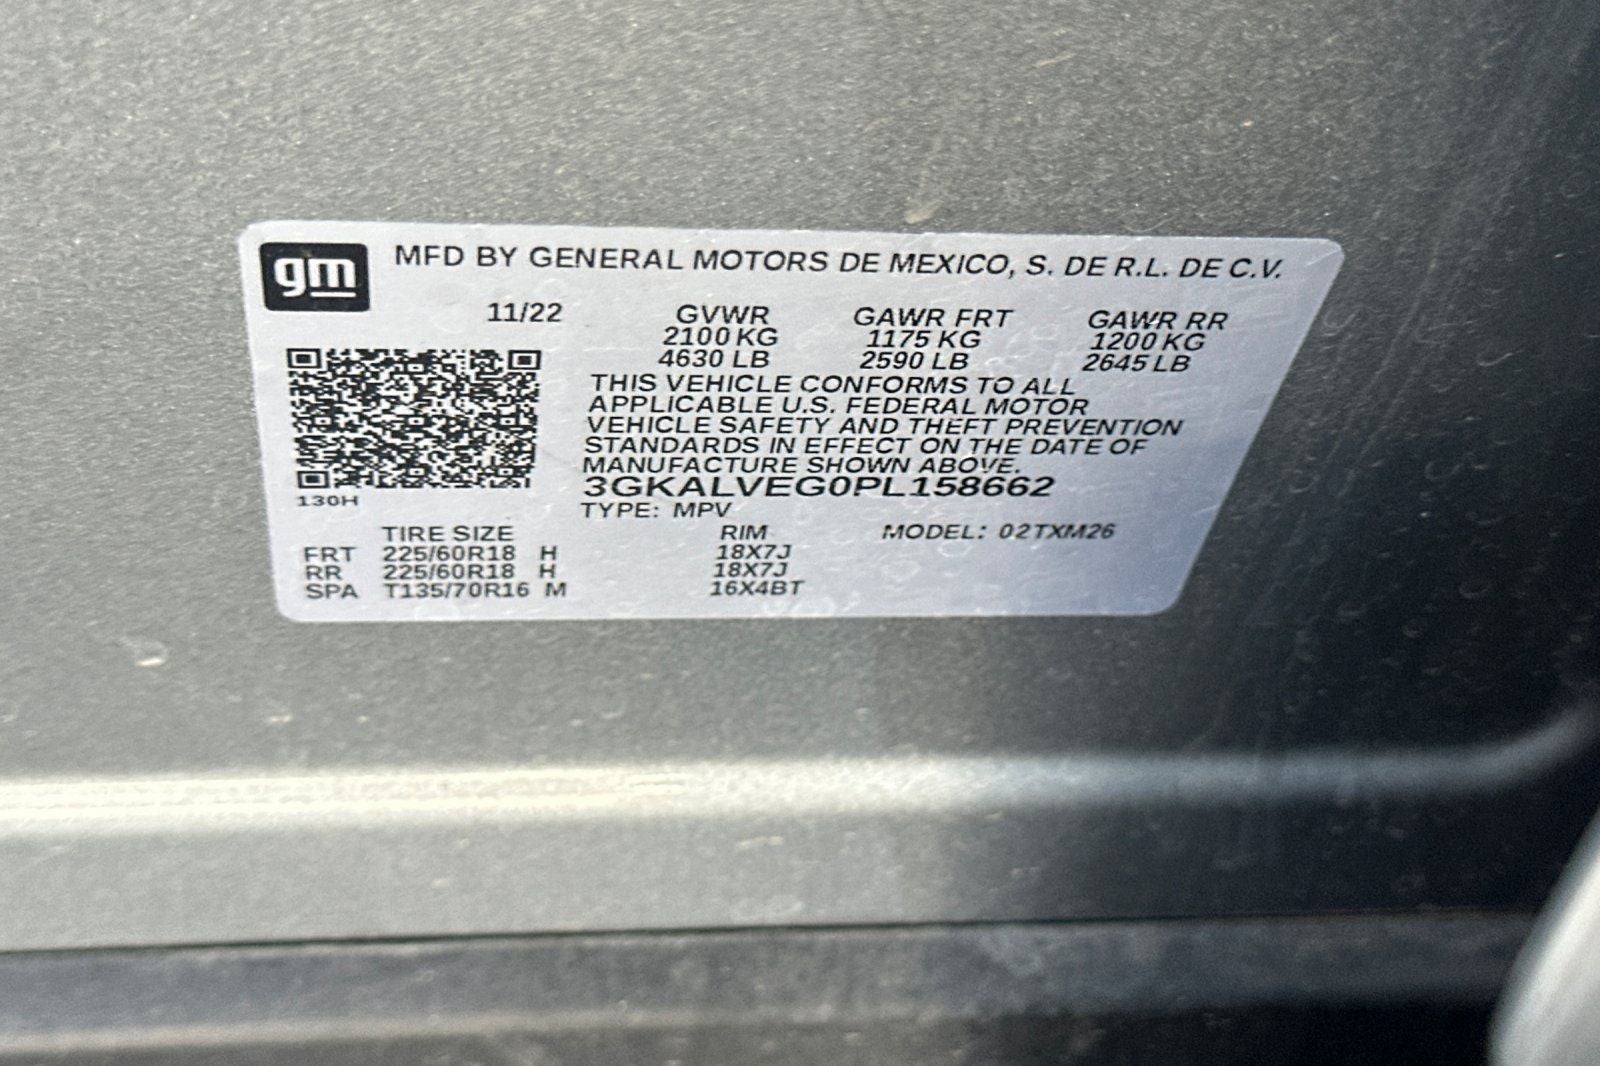 gm MFD BY GENERAL MOTORS DE MEXICO, S. DE R.L. DE C.V.
11/22 GVWR GAWR FRT GAWR RR
2100 KG 1175 KG 1200 KG
4630 LB 2590 LB 2645 LB
THIS VEHICLE CONFORMS TO ALL
APPLICABLE U.S. FEDERAL MOTOR
VEHICLE SAFETY AND THEFT PREVENTION
STANDARDS IN EFFECT ON THE DATE OF
MANUFACTURE SHOWN ABOVE.
3GKALVEG0PL158662
130H
TYPE: MPV
TIRE SIZE RIM MODEL: 02TXM26
FRT 225/60R18 H 18X7J
RR 225/60R18 H 18X7J
SPA T135/70R16 M 16X4BT